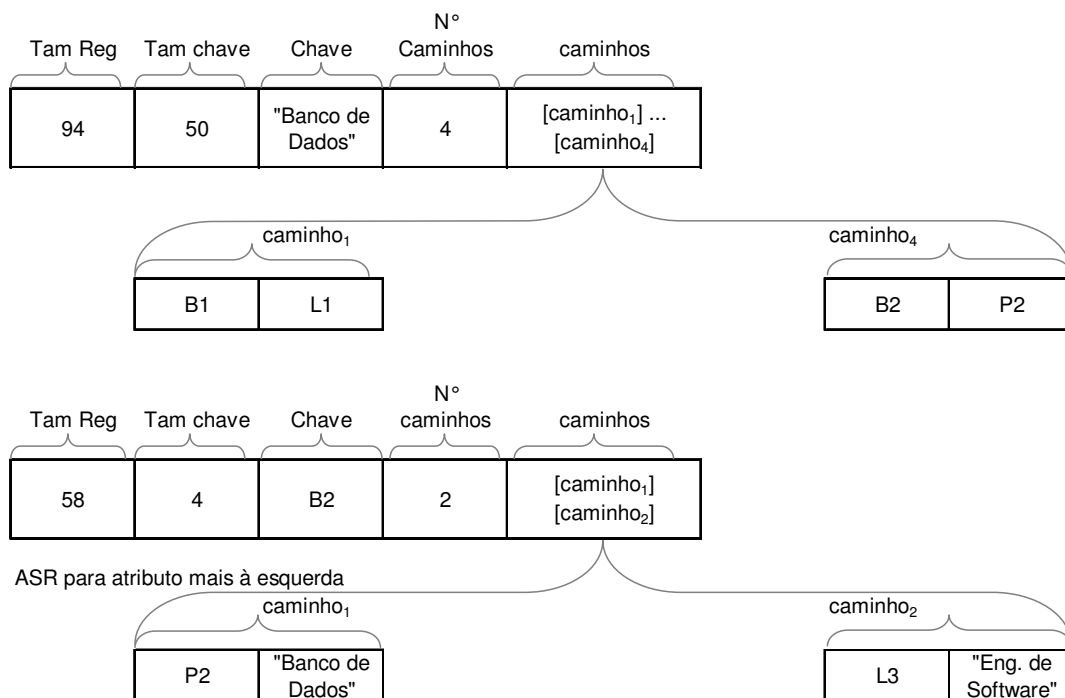 N°
Tam Reg Tam chave Chave Caminhos caminhos
94 50 "Banco de Dados" 4 [caminho₁] ... [caminho₄]
caminho₁ caminho₄
B1 L1 B2 P2
N°
Tam Reg Tam chave Chave caminhos caminhos
58 4 B2 2 [caminho₁] [caminho₂]
ASR para atributo mais à esquerda
caminho₁ caminho₂
P2 "Banco de Dados" L3 "Eng. de Software"